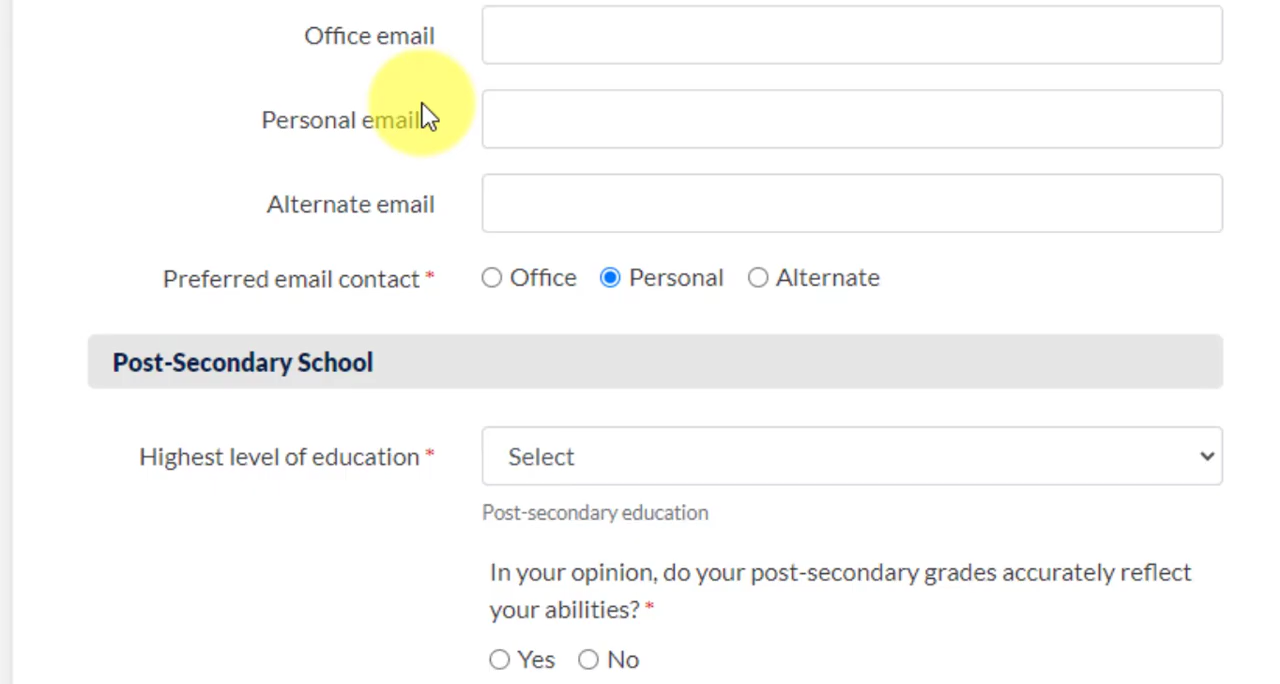 Office email
Personal email
Alternate email
Preferred email contact * Office Personal Alternate
Post-Secondary School
Highest level of education * Select
Post-secondary education
In your opinion, do your post-secondary grades accurately reflect
your abilities? *
Yes No